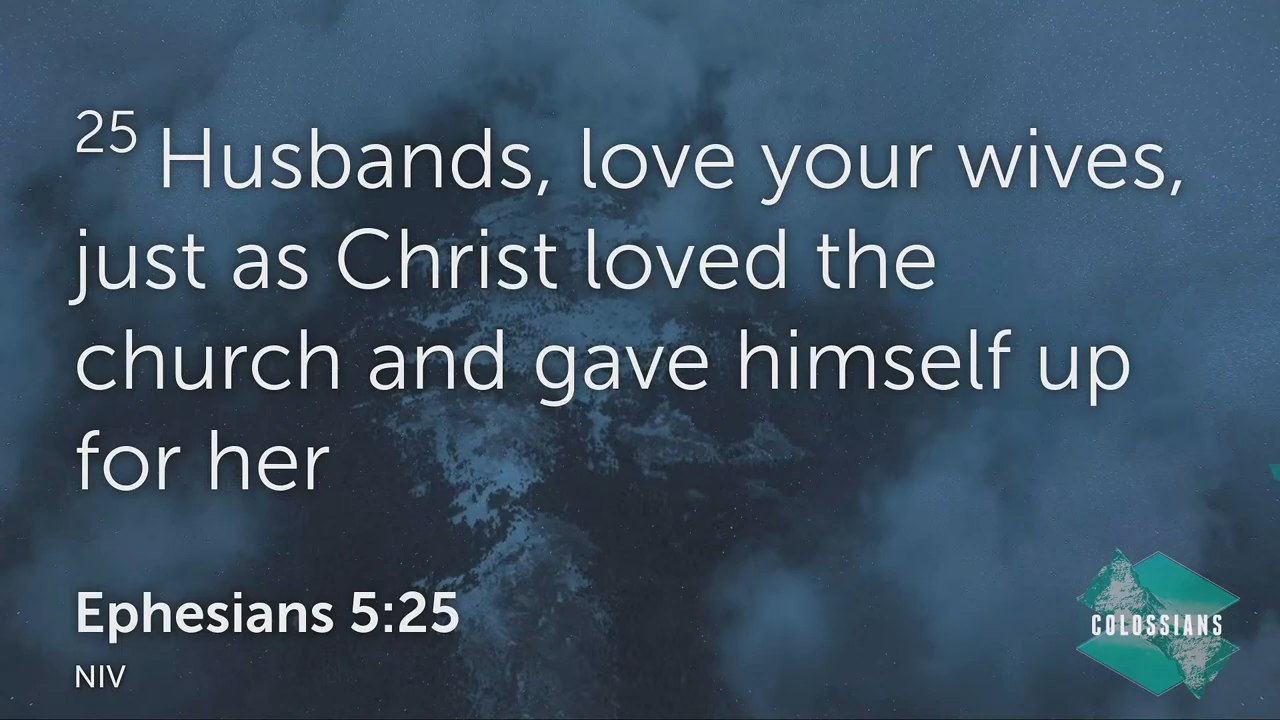 25 Husbands, love your wives,
just as Christ loved the
church and gave himself up
for her
Ephesians 5:25
NIV
COLOSSIANS